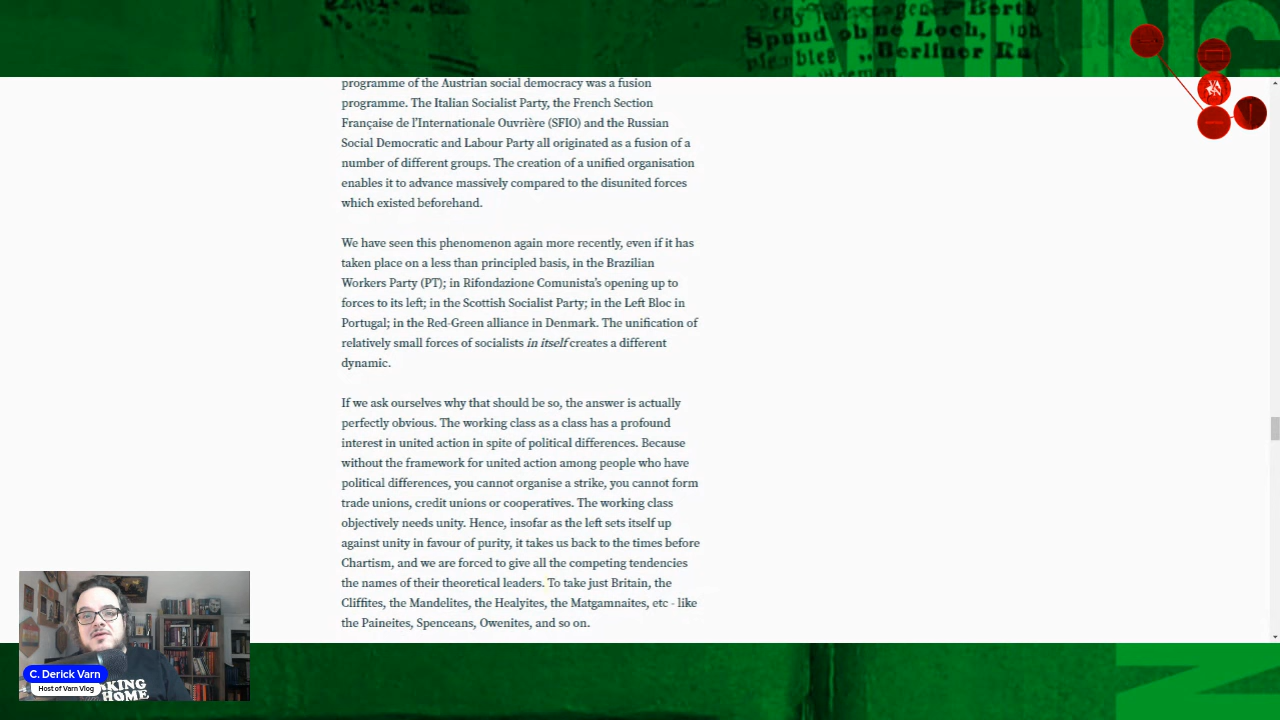 Berth
Spund ohne Loch,
Berliner
programme of the Austrian social democracy was a fusion
programme. The Italian Socialist Party, the French Section
Française de l'Internationale Ouvrière (SFIO) and the Russian
Social Democratic and Labour Party all originated as a fusion of a
number of different groups. The creation of a unified organisation
enables it to advance massively compared to the disunited forces
which existed beforehand.
We have seen this phenomenon again more recently, even if it has
taken place on a less than principled basis, in the Brazilian
Workers Party (PT); in Rifondazione Comunista's opening up to
forces to its left; in the Scottish Socialist Party; in the Left Bloc in
Portugal; in the Red-Green alliance in Denmark. The unification of
relatively small forces of socialists in itself creates a different
dynamic.
If we ask ourselves why that should be so, the answer is actually
perfectly obvious. The working class as a class has a profound
interest in united action in spite of political differences. Because
without the framework for united action among people who have
political differences, you cannot organise a strike, you cannot form
trade unions, credit unions or cooperatives. The working class
objectively needs unity. Hence, insofar as the left sets itself up
against unity in favour of purity, it takes us back to the times before
Chartism, and we are forced to give all the competing tendencies
the names of their theoretical leaders. To take just Britain, the
Cliffites, the Mandelites, the Healyites, the Matgamnaites, etc - like
the Paineites, Spenceans, Owenites, and so on.
C. Derick Varn
Host of Varn Vlog
HOME